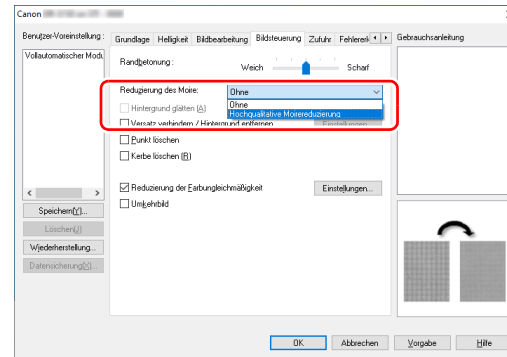 Canon
Benutzer-Voreinstellung :
Vollautomatischer Modu
Speichern(Y)...
Löschen(J)
Wiederherstellung...
Datensicherung(X)...
Grundlage Helligkeit Bildbearbeitung Bildsteuerung Zufuhr Fehlererk
Randbetonung :
Weich Scharf
Reduzierung des Moire: Ohne
Ohne
Hochqualitative Moirereduzierung
Hintergrund glätten (A)
Versatz verhindern / Hintergrund entfernen Einstellungen...
Punkt löschen
Kerbe löschen (R)
Reduzierung der Farbungleichmäßigkeit Einstellungen...
Umkehrbild
Gebrauchsanleitung
OK Abbrechen Vorgabe Hilfe